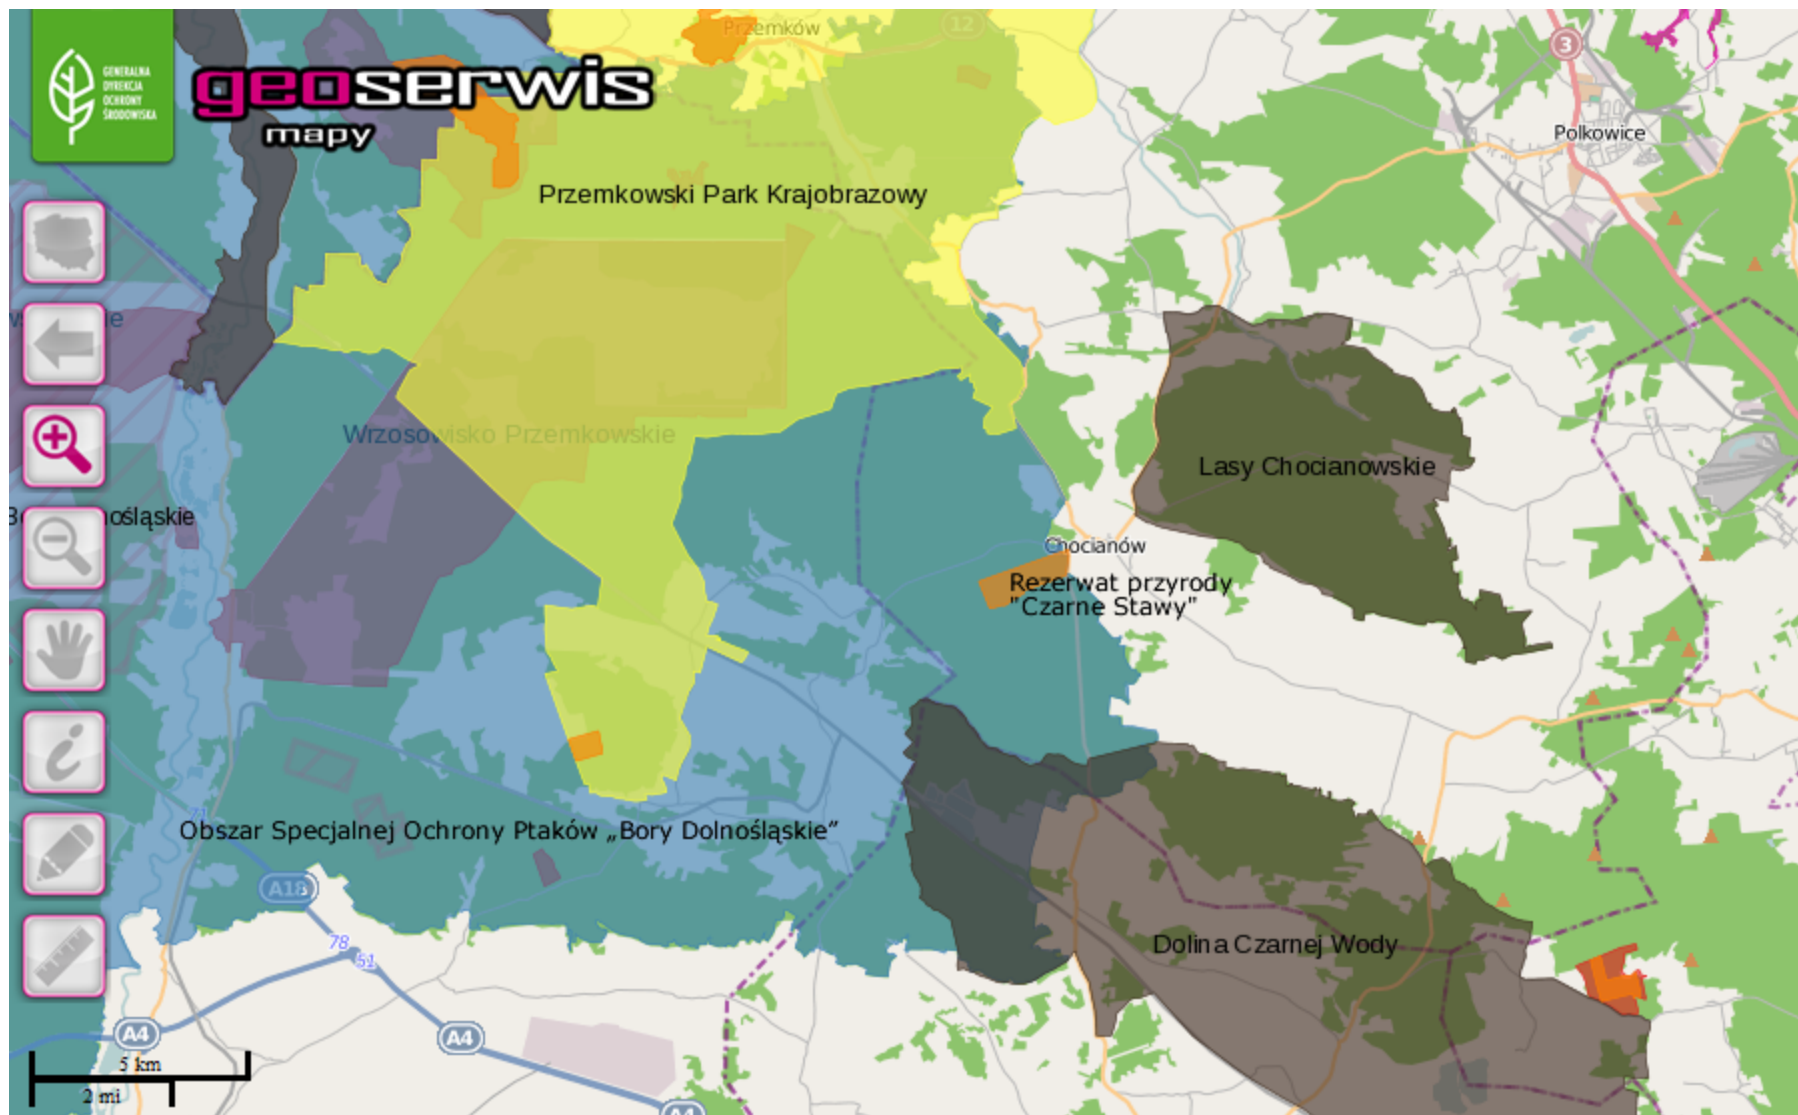 Przemków
12
3
GENERALNA
DYREKCJA
OCHRONY
ŚRODOWISKA
geoserwis
mapy
Polkowice
Przemkowski Park Krajobrazowy
Wrzosowisko Przemkowskie
Lasy Chocianowskie
Chocianów
Rezerwat przyrody
"Czarne Stawy"
71
Obszar Specjalnej Ochrony Ptaków „Bory Dolnośląskie”
A18
78
51
Dolina Czarnej Wody
A4
A4
5 km
2 mi
A4